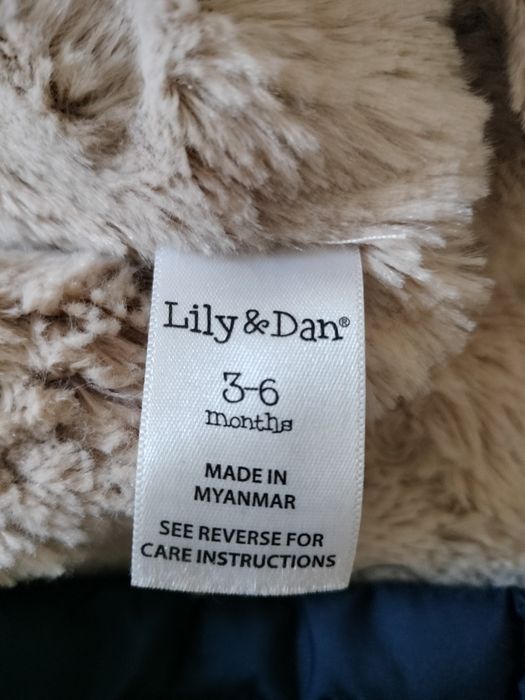 Lily & Dan®
3-6
months
MADE IN
MYANMAR
SEE REVERSE FOR
CARE INSTRUCTIONS